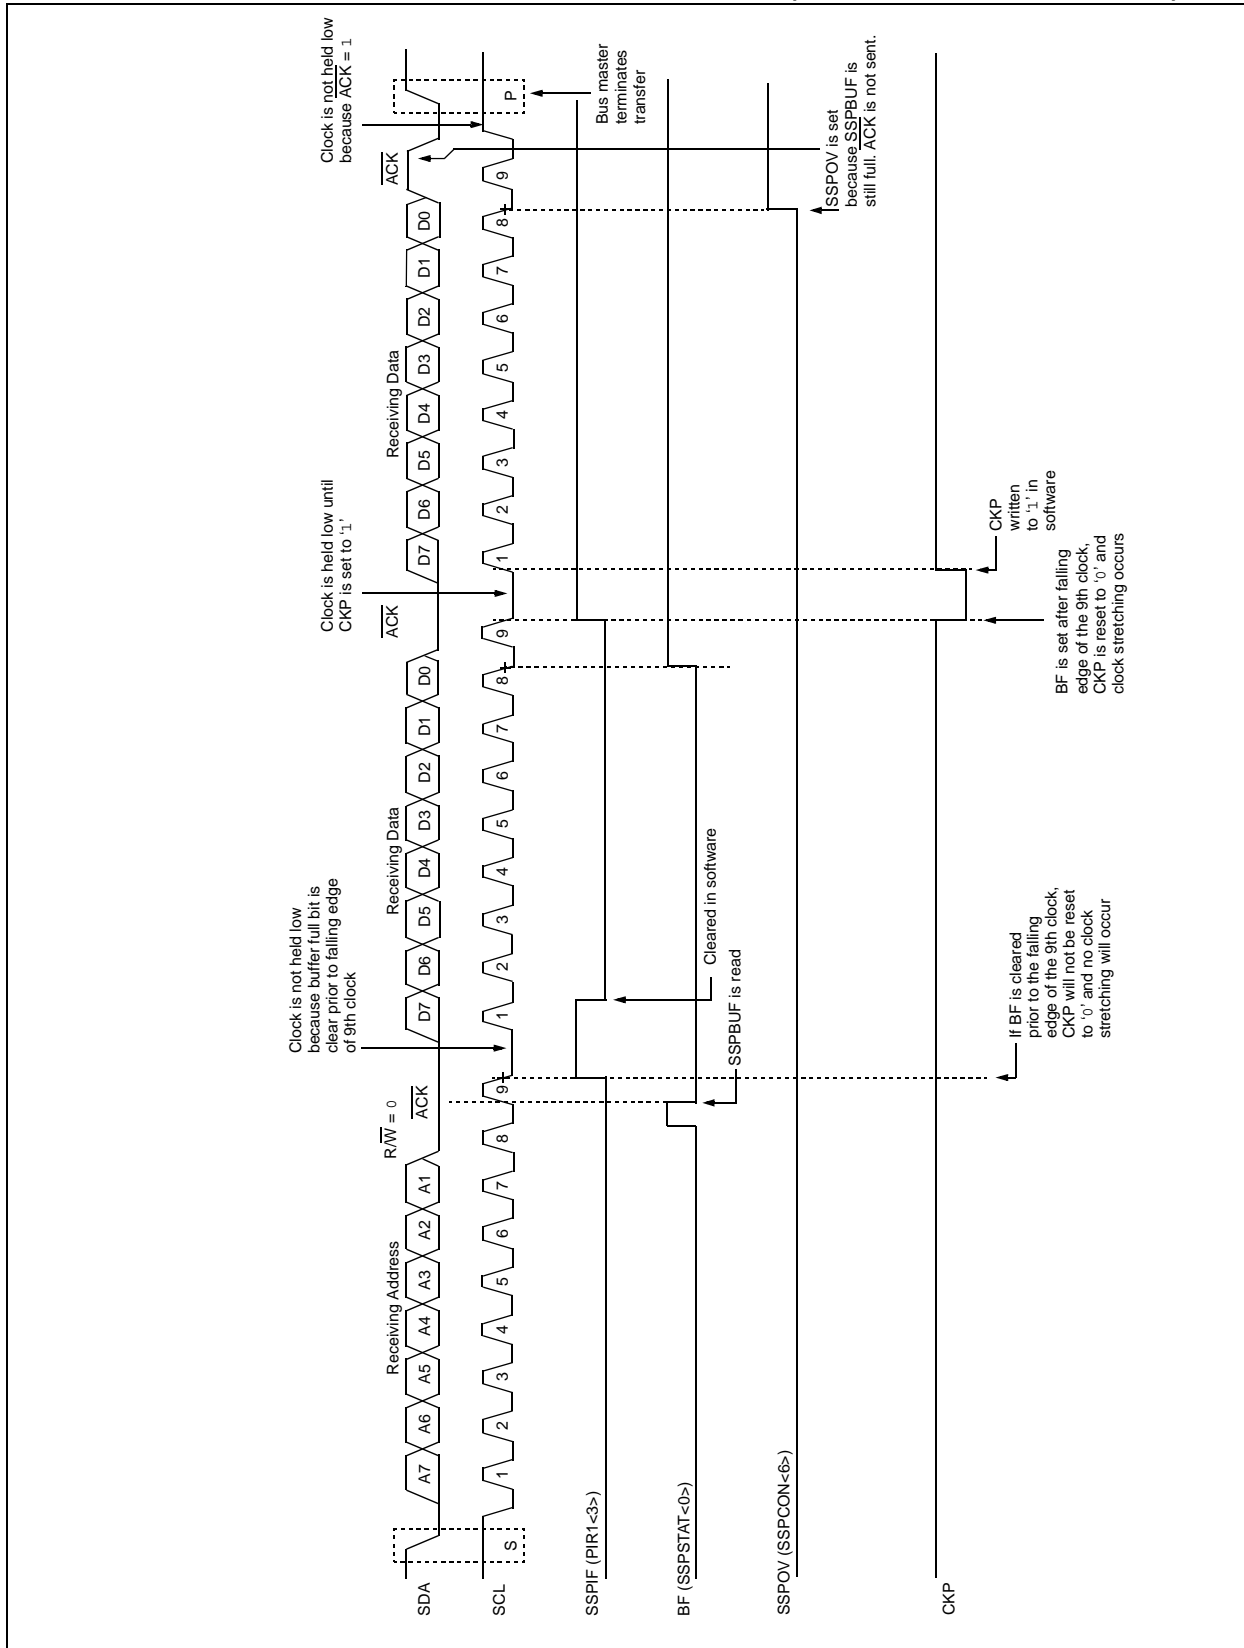 Clock is not held low
because buffer full bit is
clear prior to falling edge
of 9th clock
Clock is held low until
CKP is set to ‘1’
Clock is not held low
because ACK = 1
Receiving Address
R/W = 0
ACK
Receiving Data
ACK
Receiving Data
ACK
SDA
A7 A6 A5 A4 A3 A2 A1
D7 D6 D5 D4 D3 D2 D1 D0
D7 D6 D5 D4 D3 D2 D1 D0
SCL
S
1 2 3 4 5 6 7 8 9
1 2 3 4 5 6 7 8 9
1 2 3 4 5 6 7 8 9
P
SSPIF (PIR1<3>)
Bus master
terminates
transfer
BF (SSPSTAT<0>)
Cleared in software
SSPBUF is read
SSPOV (SSPCON<6>)
SSPOV is set
because SSPBUF is
still full. ACK is not sent.
CKP
If BF is cleared
prior to the falling
edge of the 9th clock,
CKP will not be reset
to ‘0’ and no clock
stretching will occur
CKP
written
to ‘1’ in
software
BF is set after falling
edge of the 9th clock,
CKP is reset to ‘0’ and
clock stretching occurs